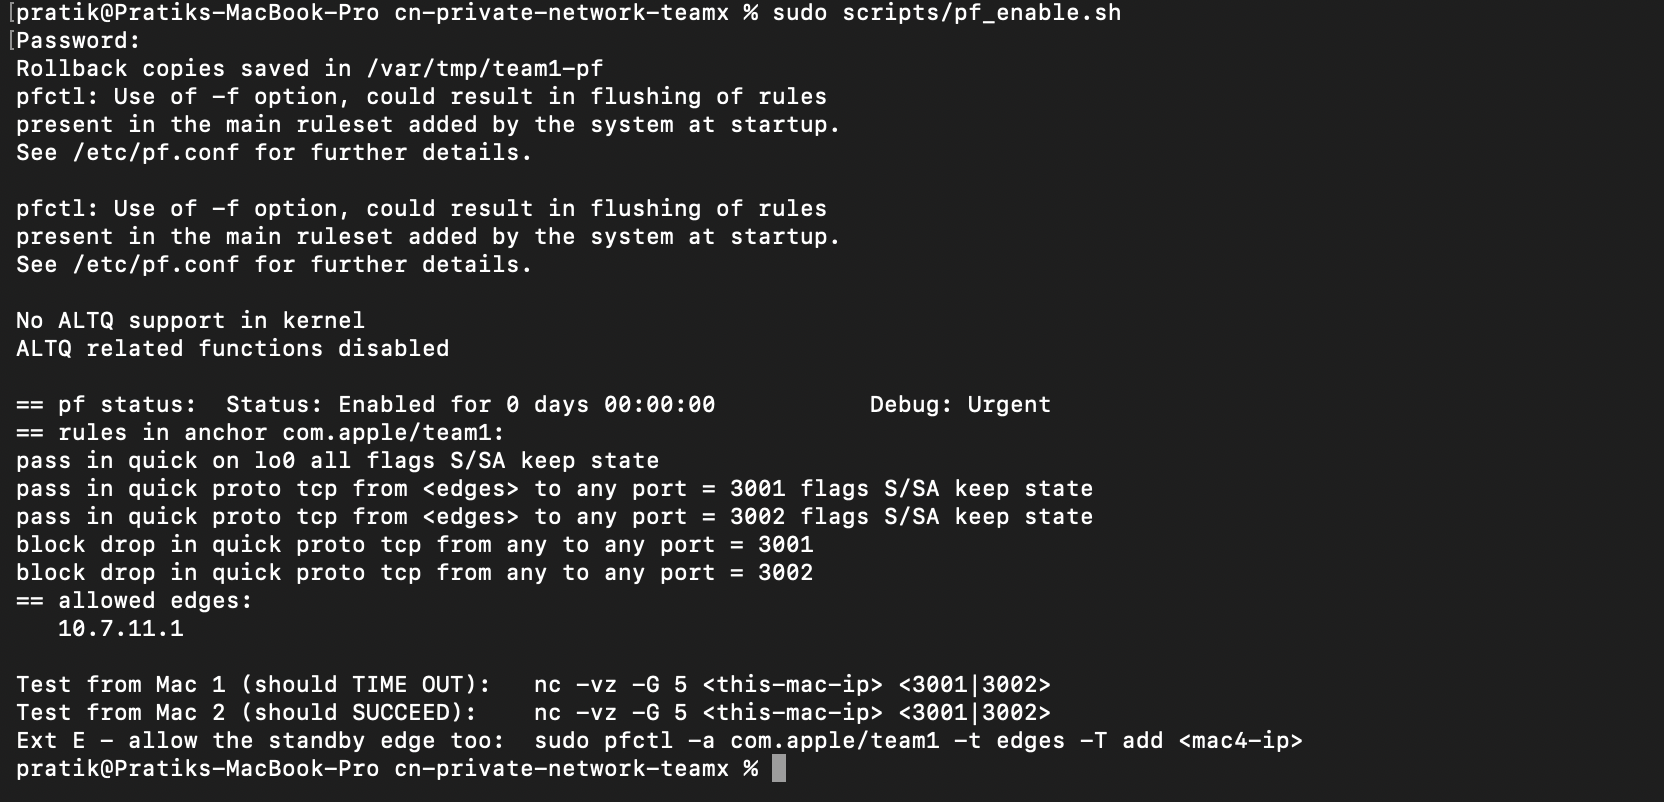 [pratik@Pratiks-MacBook-Pro cn-private-network-teamx % sudo scripts/pf_enable.sh
[Password:
Rollback copies saved in /var/tmp/team1-pf
pfctl: Use of -f option, could result in flushing of rules
present in the main ruleset added by the system at startup.
See /etc/pf.conf for further details.

pfctl: Use of -f option, could result in flushing of rules
present in the main ruleset added by the system at startup.
See /etc/pf.conf for further details.

No ALTQ support in kernel
ALTQ related functions disabled

== pf status:  Status: Enabled for 0 days 00:00:00           Debug: Urgent
== rules in anchor com.apple/team1:
pass in quick on lo0 all flags S/SA keep state
pass in quick proto tcp from <edges> to any port = 3001 flags S/SA keep state
pass in quick proto tcp from <edges> to any port = 3002 flags S/SA keep state
block drop in quick proto tcp from any to any port = 3001
block drop in quick proto tcp from any to any port = 3002
== allowed edges:
   10.7.11.1

Test from Mac 1 (should TIME OUT):   nc -vz -G 5 <this-mac-ip> <3001|3002>
Test from Mac 2 (should SUCCEED):    nc -vz -G 5 <this-mac-ip> <3001|3002>
Ext E - allow the standby edge too:  sudo pfctl -a com.apple/team1 -t edges -T add <mac4-ip>
pratik@Pratiks-MacBook-Pro cn-private-network-teamx %